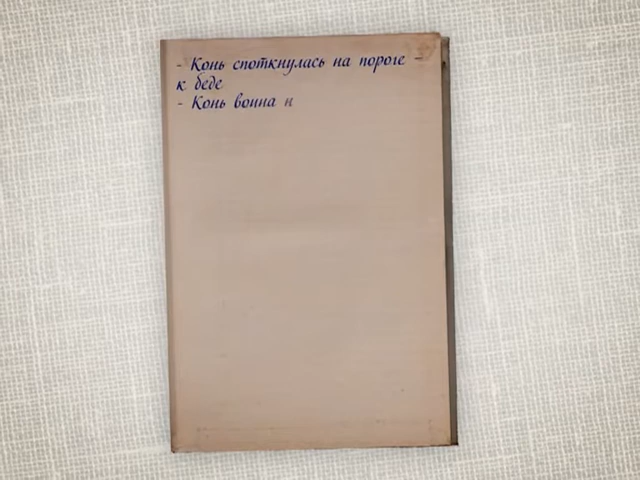 - Конь споткнулась на пороге -
к беде
- Конь воина н